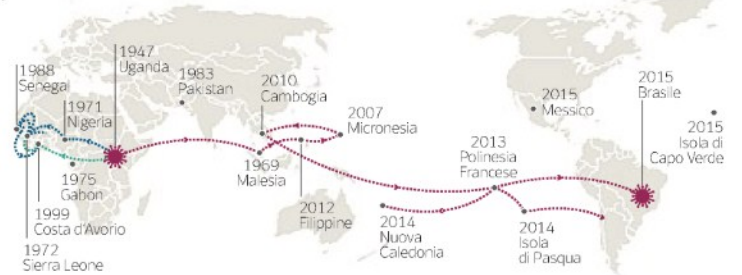 1947
Uganda
1988
Senegal
1983
Pakistan
2010
Cambogia
2015
Messico
2015
Brasile
1971
Nigeria
2007
Micronesia
2015
Isola di
Capo Verde
2013
Polinesia
Francese
1969
Malesia
1975
Gabon
1999
Costa d'Avorio
2012
Filippine
2014
Nuova
Caledonia
2014
Isola
di Pasqua
1972
Sierra Leone